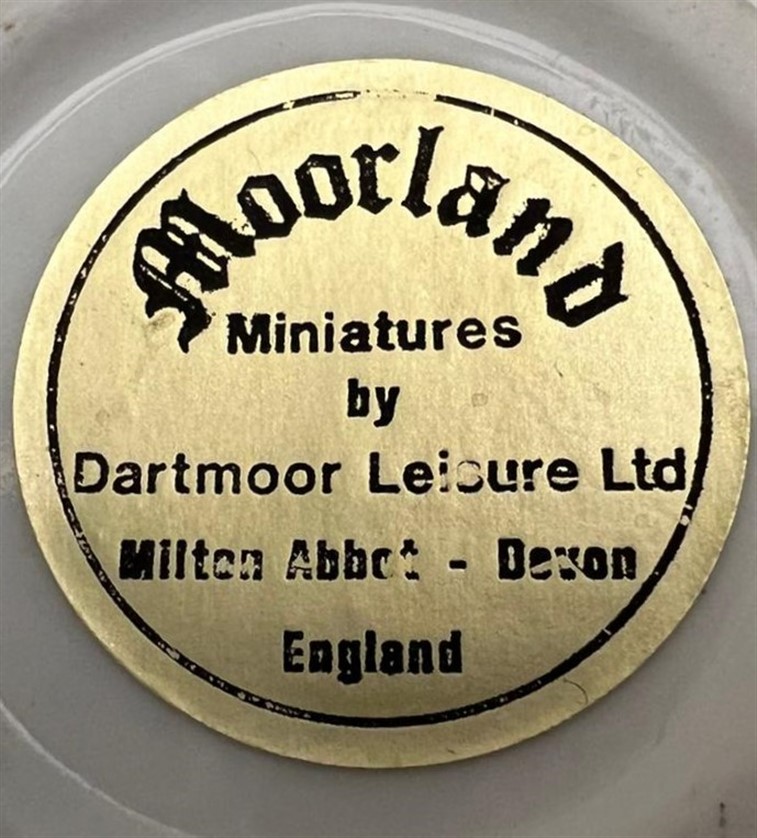 Moorland
Miniatures
by
Dartmoor Leisure Ltd
Milton Abbot - Devon
England